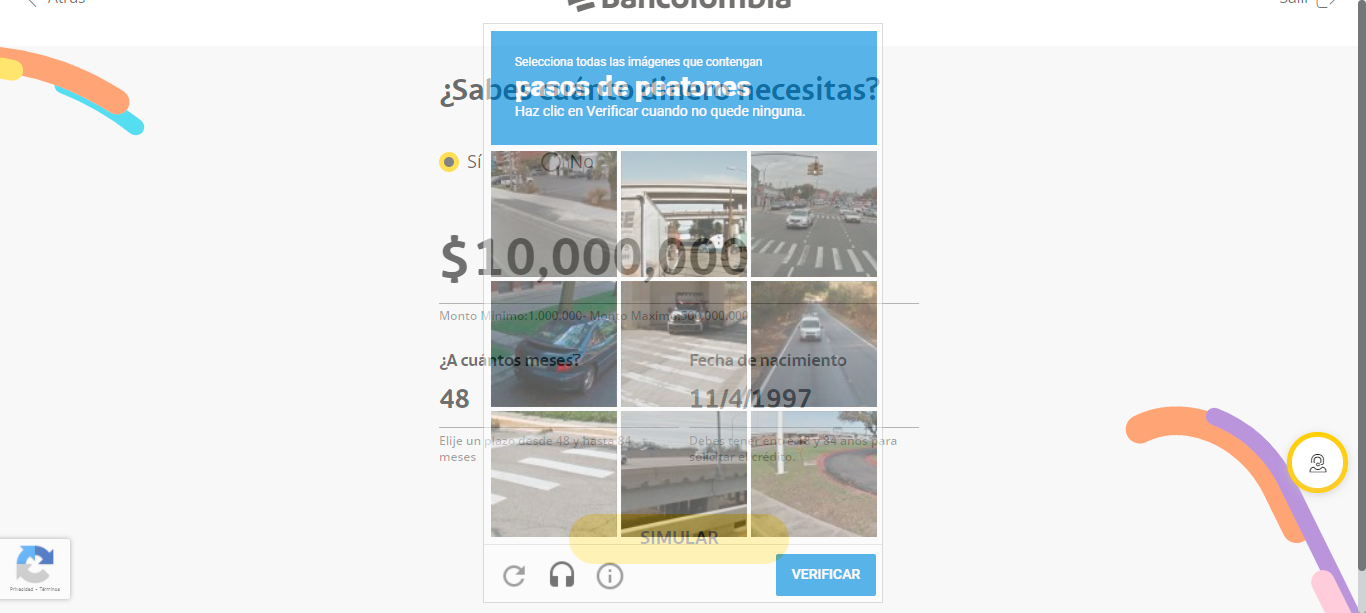 Atrás
Bancolombia
Salir
Selecciona todas las imágenes que contengan
pasos de peatones
Haz clic en Verificar cuando no quede ninguna.
¿Sabes cuánto dinero necesitas?
Sí
No
$10,000,000
Monto Mínimo:1.000.000- Monto Maximo:500.000.000
¿A cuántos meses?
Fecha de nacimiento
48
11/4/1997
Elije un plazo desde 48 y hasta 84
meses
Debes tener entre 18 y 84 años para
solicitar el crédito.
SIMULAR
VERIFICAR
Privacidad - Términos